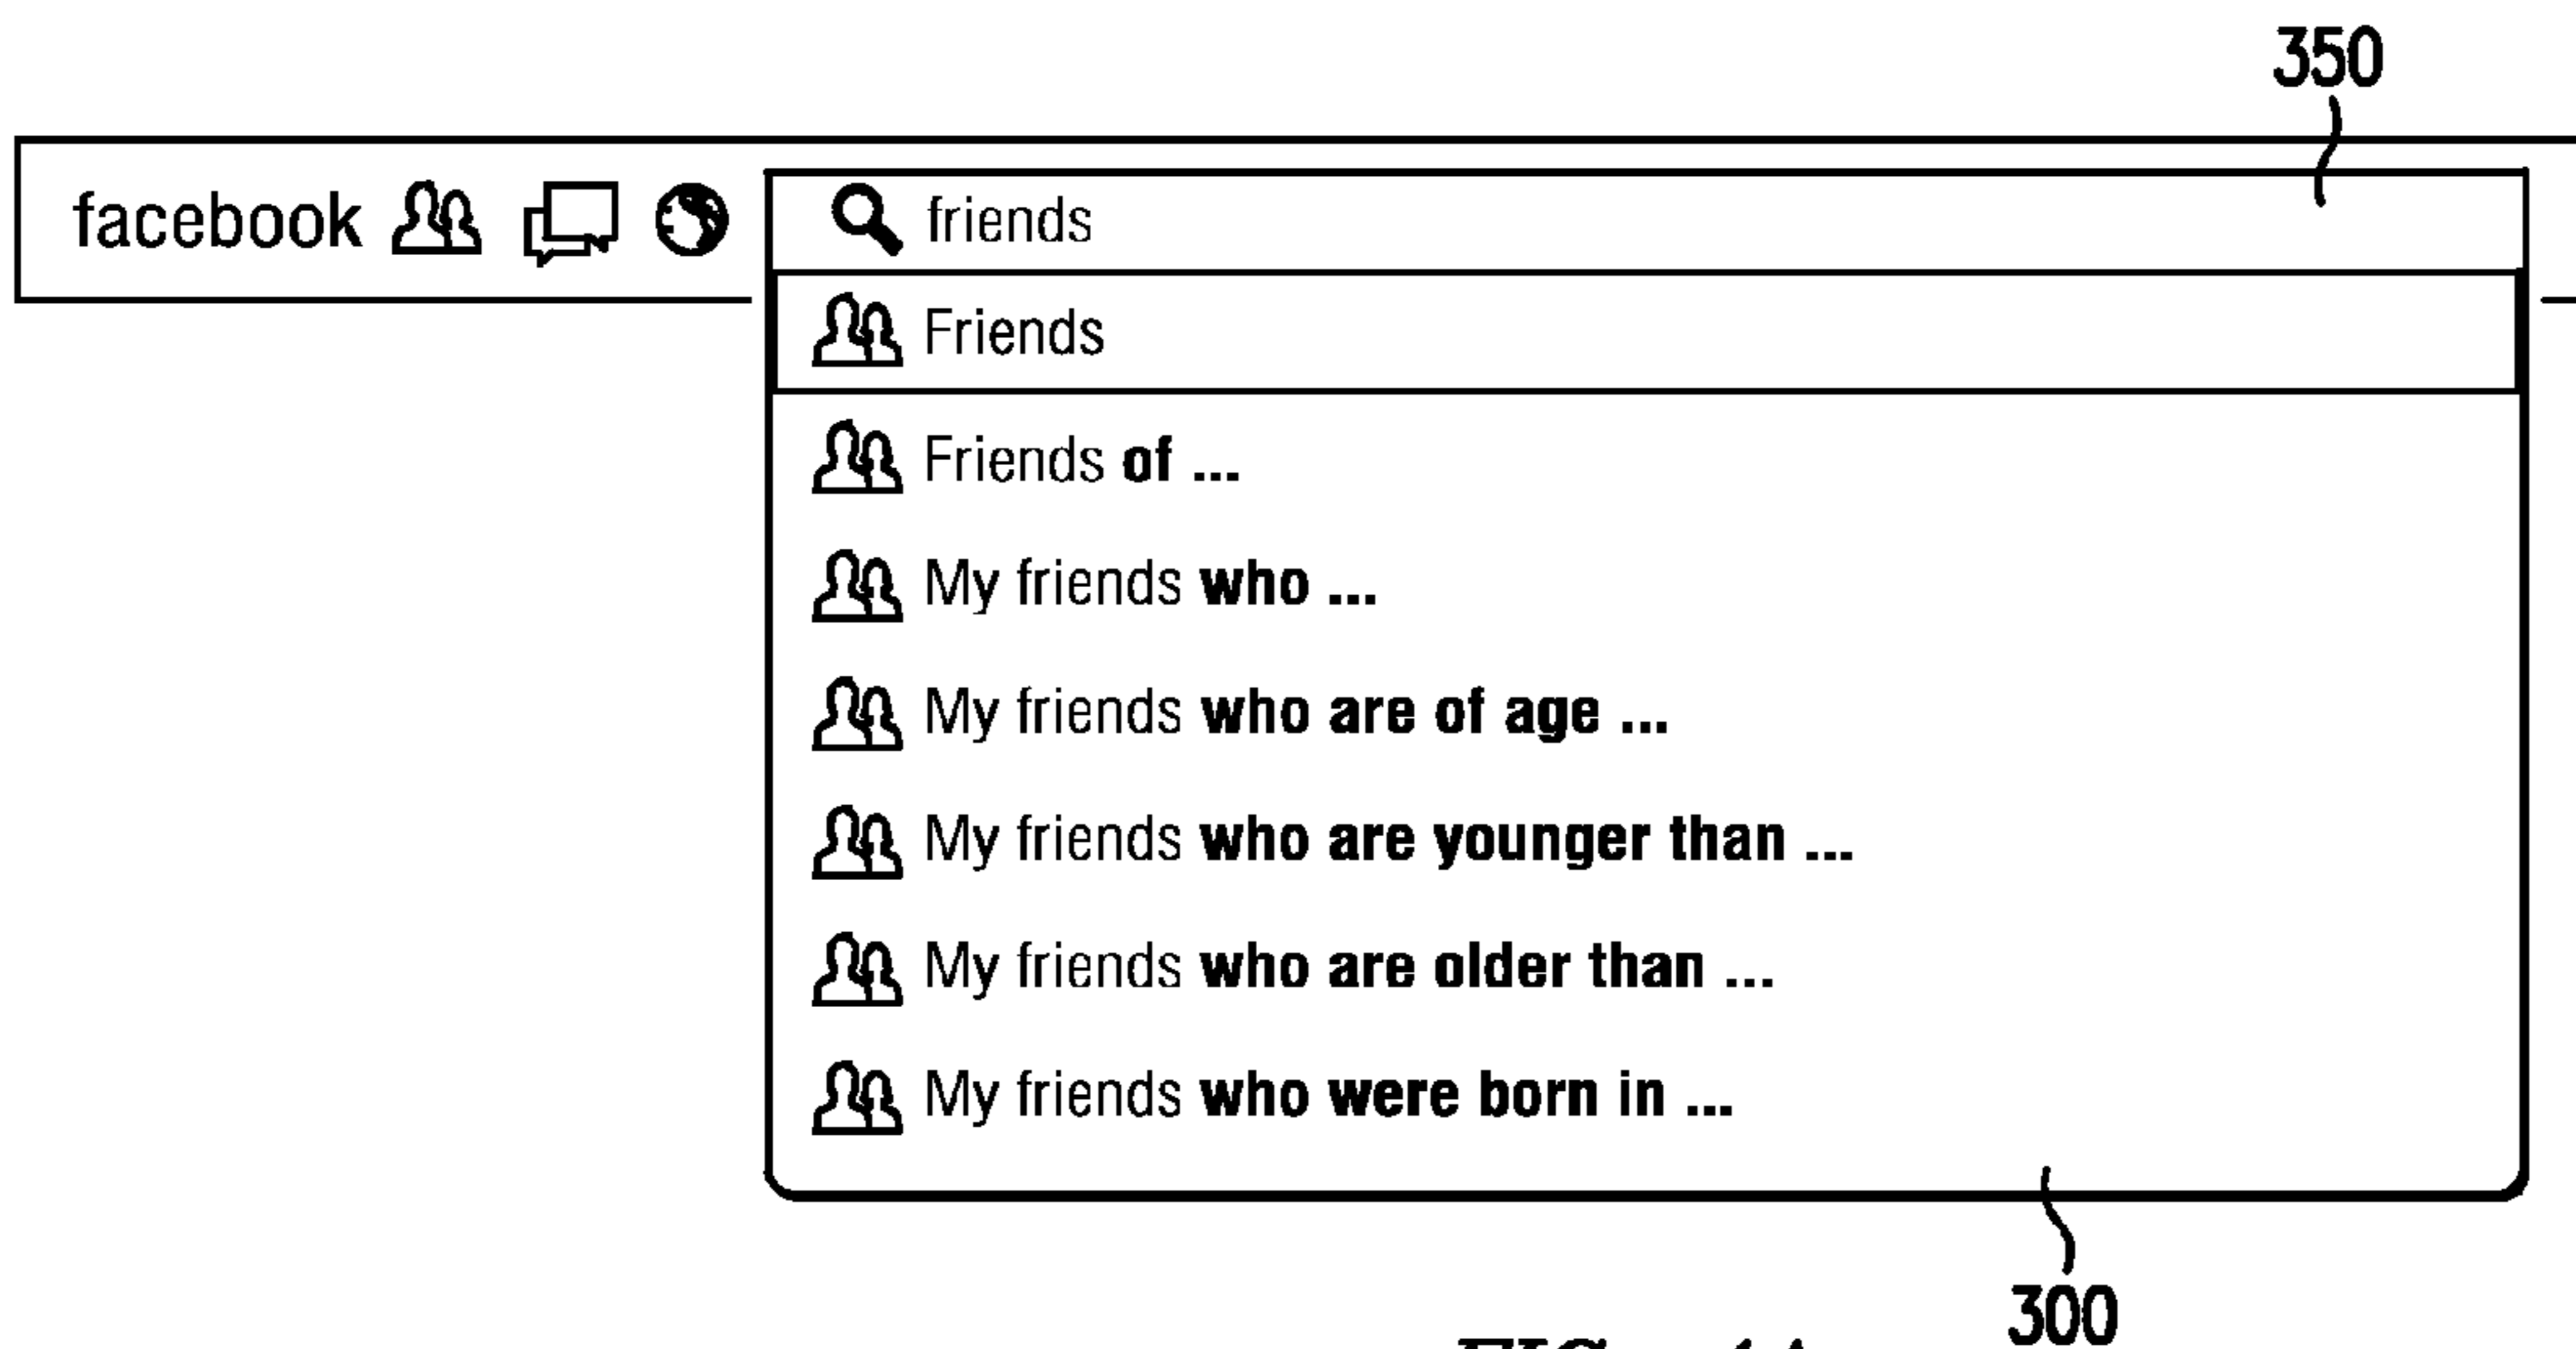 350
facebook friends
Friends
Friends of ...
My friends who ...
My friends who are of age ...
My friends who are younger than ...
My friends who are older than ...
My friends who were born in ...
300